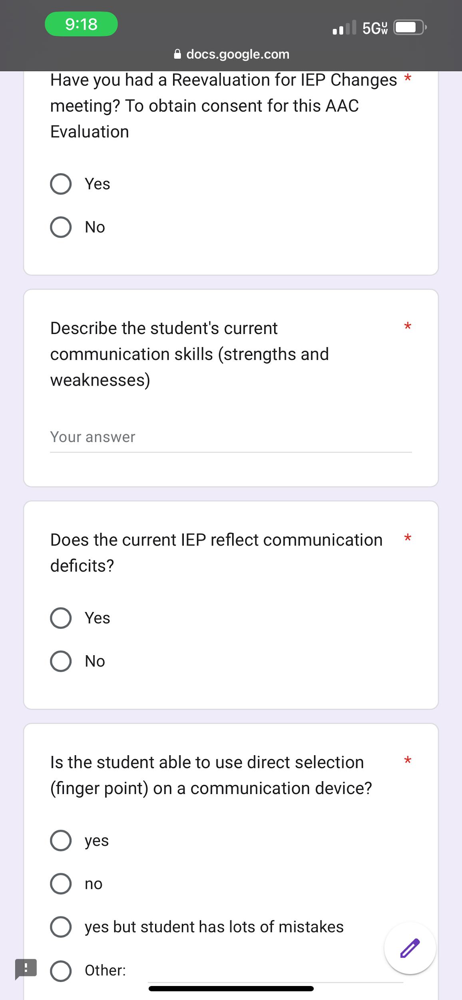 9:18
5G UW
docs.google.com
Have you had a Reevaluation for IEP Changes *
meeting? To obtain consent for this AAC
Evaluation
Yes
No
Describe the student's current *
communication skills (strengths and
weaknesses)
Your answer
Does the current IEP reflect communication *
deficits?
Yes
No
Is the student able to use direct selection *
(finger point) on a communication device?
yes
no
yes but student has lots of mistakes
Other: